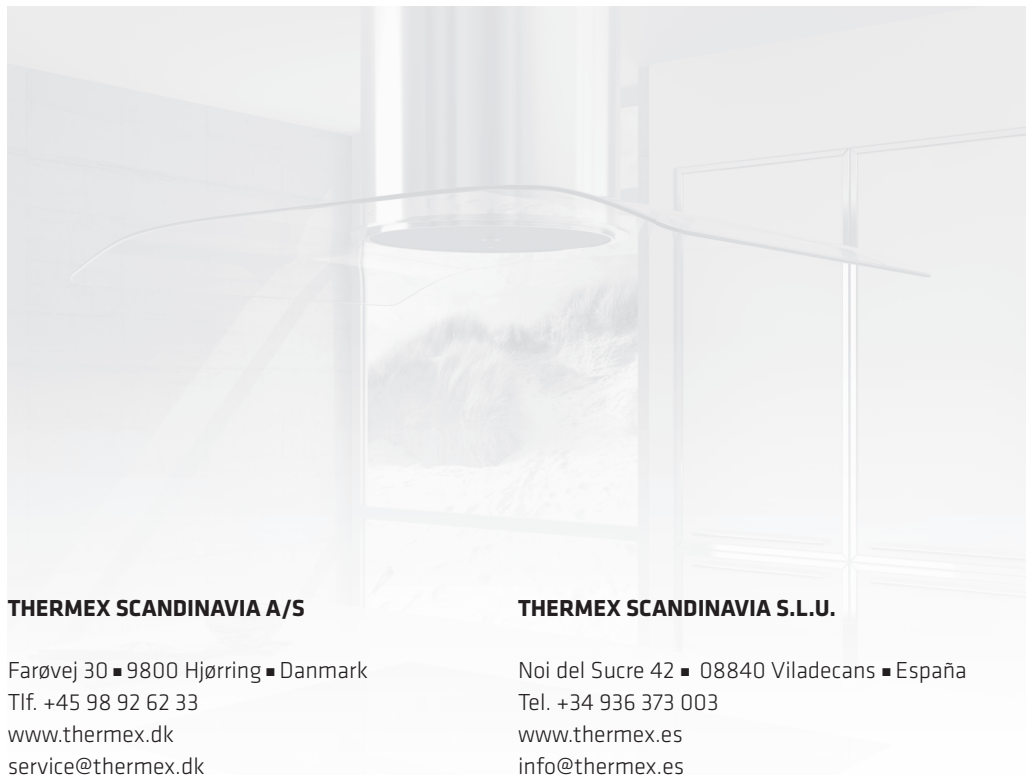 THERMEX SCANDINAVIA A/S
Farøvej 30 ▪ 9800 Hjørring ▪ Danmark
Tlf. +45 98 92 62 33
www.thermex.dk
service@thermex.dk
THERMEX SCANDINAVIA S.L.U.
Noi del Sucre 42 ▪ 08840 Viladecans ▪ España
Tel. +34 936 373 003
www.thermex.es
info@thermex.es